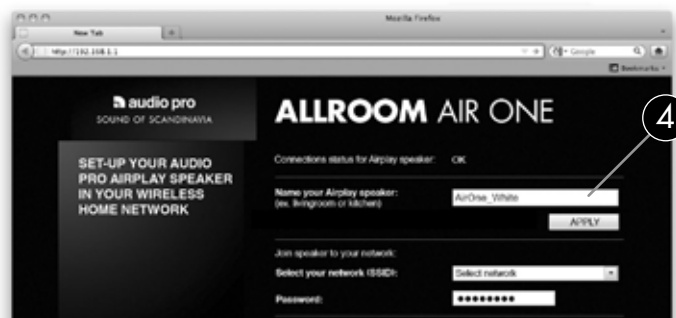 Mozilla Firefox
New Tab
+
http://192.168.1.1
Google
Bookmarks
audio pro
SOUND OF SCANDINAVIA
ALLROOM AIR ONE
4
SET-UP YOUR AUDIO
PRO AIRPLAY SPEAKER
IN YOUR WIRELESS
HOME NETWORK
Connections status for Airplay speaker: OK
Name your Airplay speaker:
(ex. livingroom or kitchen)
AirOne_White
APPLY
Join speaker to your network:
Select your network (SSID):
Select network
Password:
●●●●●●●●